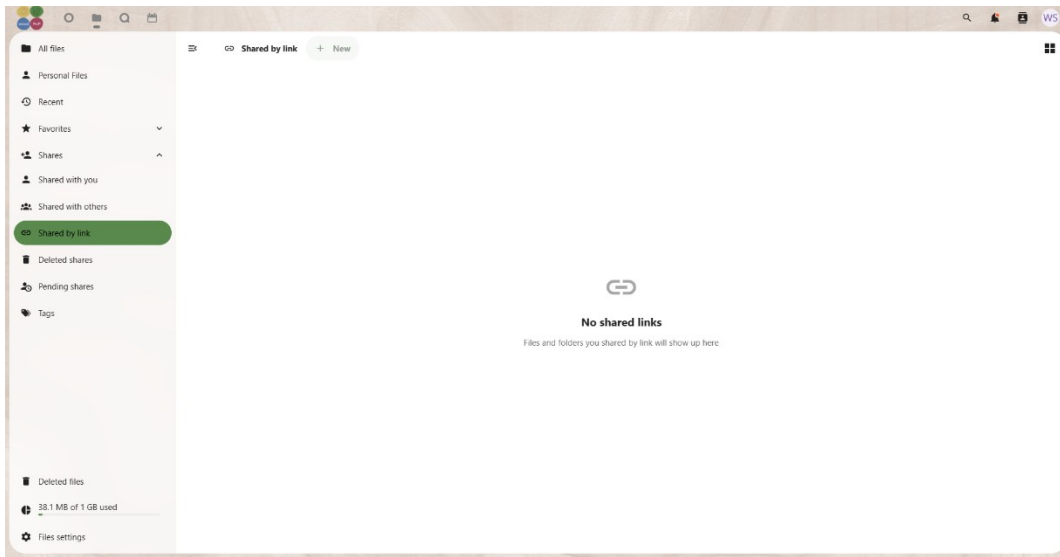 WS
All files
Personal Files
Recent
Favorites
Shares
Shared with you
Shared with others
Shared by link
Deleted shares
Pending shares
Tags
Deleted files
38.1 MB of 1 GB used
Files settings
Shared by link + New
No shared links
Files and folders you shared by link will show up here